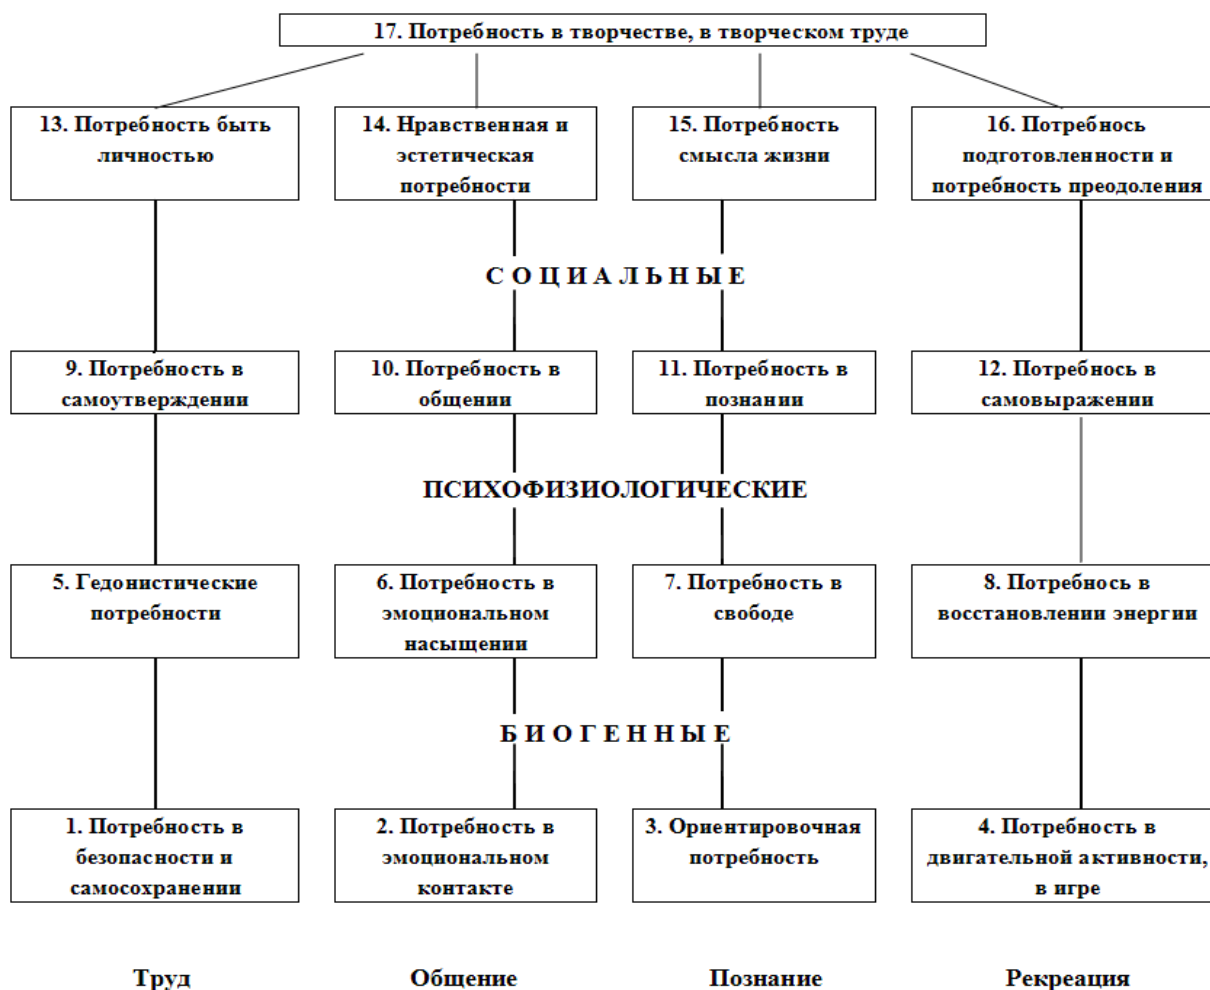 17. Потребность в творчестве, в творческом труде
13. Потребность быть
личностью
14. Нравственная и
эстетическая
потребности
15. Потребность
смысла жизни
16. Потребнось
подготовленности и
потребность преодоления
С О Ц И А Л Ь Н Ы Е
9. Потребность в
самоутверждении
10. Потребность в
общении
11. Потребность в
познании
12. Потребнось в
самовыражении
ПСИХОФИЗИОЛОГИЧЕСКИЕ
5. Гедонистические
потребности
6. Потребность в
эмоциональном
насыщении
7. Потребность в
свободе
8. Потребнось в
восстановлении энергии
Б И О Г Е Н Н Ы Е
1. Потребность в
безопасности и
самосохранении
2. Потребность в
эмоциональном
контакте
3. Ориентировочная
потребность
4. Потребность в
двигательной активности,
в игре
Труд
Общение
Познание
Рекреация